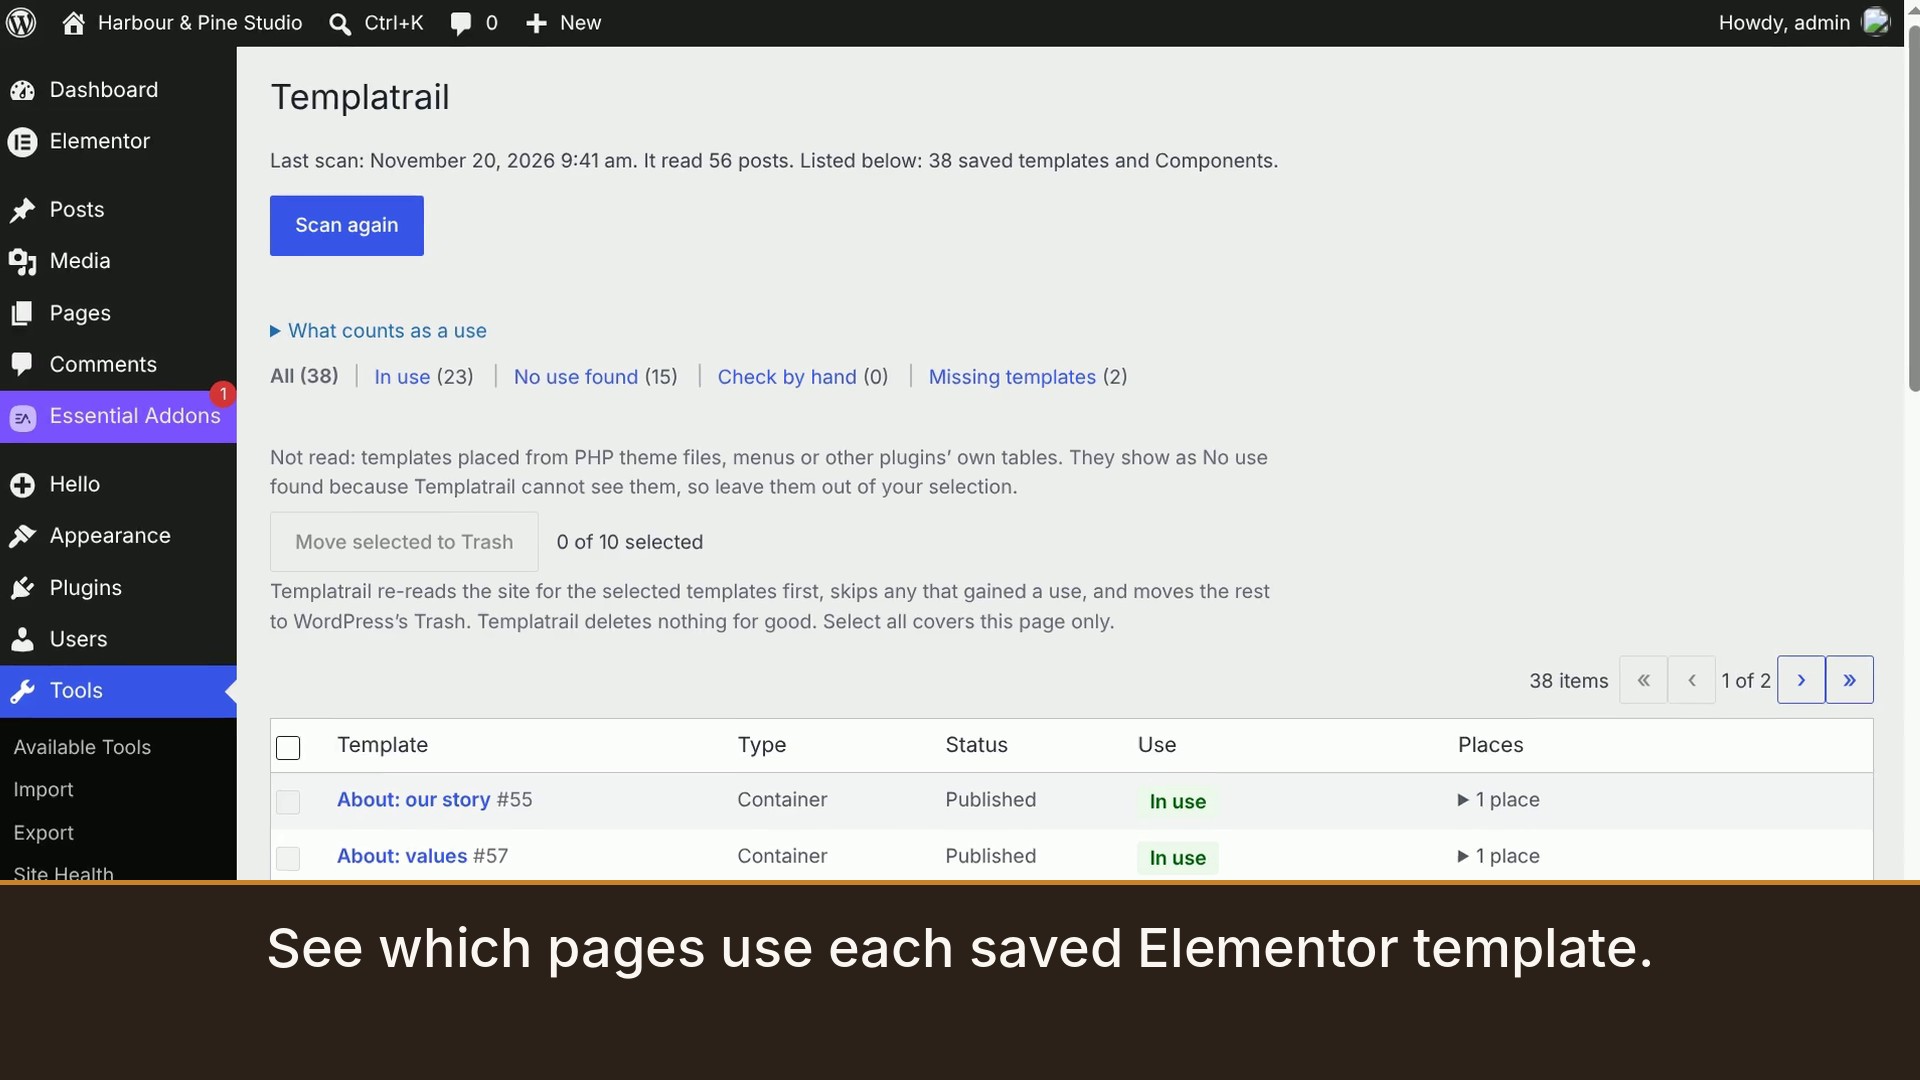 Harbour & Pine Studio Ctrl+K 0 New Howdy, admin
Dashboard
Elementor
Posts
Media
Pages
Comments
1
Essential Addons
Hello
Appearance
Plugins
Users
Tools
Available Tools
Import
Export
Site Health
Templatrail
Last scan: November 20, 2026 9:41 am. It read 56 posts. Listed below: 38 saved templates and Components.
Scan again
What counts as a use
All (38) | In use (23) | No use found (15) | Check by hand (0) | Missing templates (2)
Not read: templates placed from PHP theme files, menus or other plugins’ own tables. They show as No use
found because Templatrail cannot see them, so leave them out of your selection.
Move selected to Trash 0 of 10 selected
Templatrail re-reads the site for the selected templates first, skips any that gained a use, and moves the rest
to WordPress’s Trash. Templatrail deletes nothing for good. Select all covers this page only.
38 items « ‹ 1 of 2 › »
Template Type Status Use Places
About: our story #55 Container Published In use 1 place
About: values #57 Container Published In use 1 place
See which pages use each saved Elementor template.